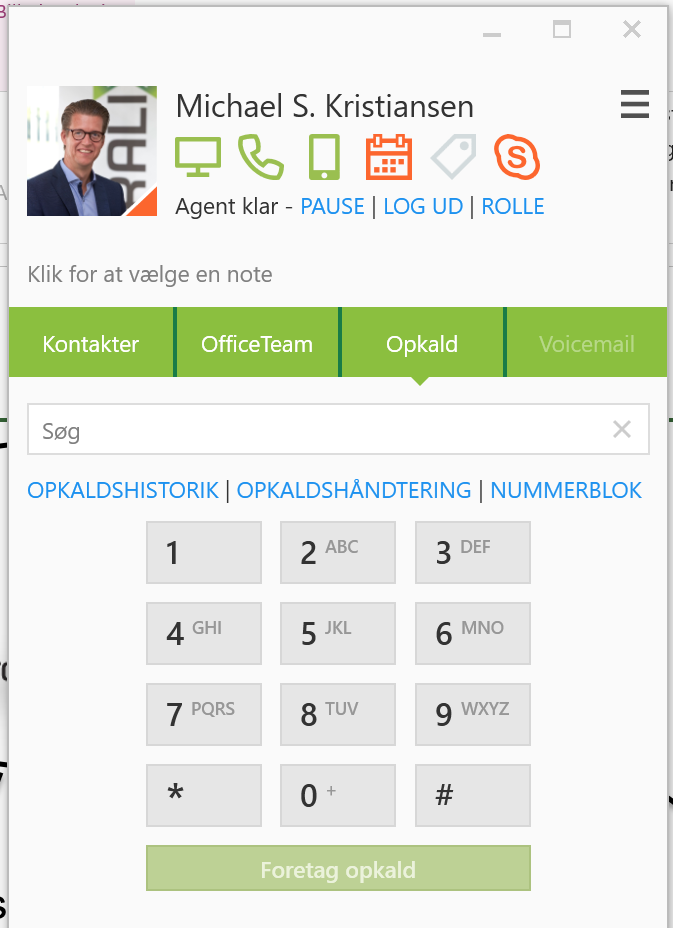 Michael S. Kristiansen
S
Agent klar - PAUSE | LOG UD | ROLLE
Klik for at vælge en note
Kontakter
OfficeTeam
Opkald
Voicemail
Søg
OPKALDSHISTORIK | OPKALDSHÅNDTERING | NUMMERBLOK
1
2 ABC
3 DEF
4 GHI
5 JKL
6 MNO
7 PQRS
8 TUV
9 WXYZ
*
0 +
#
Foretag opkald